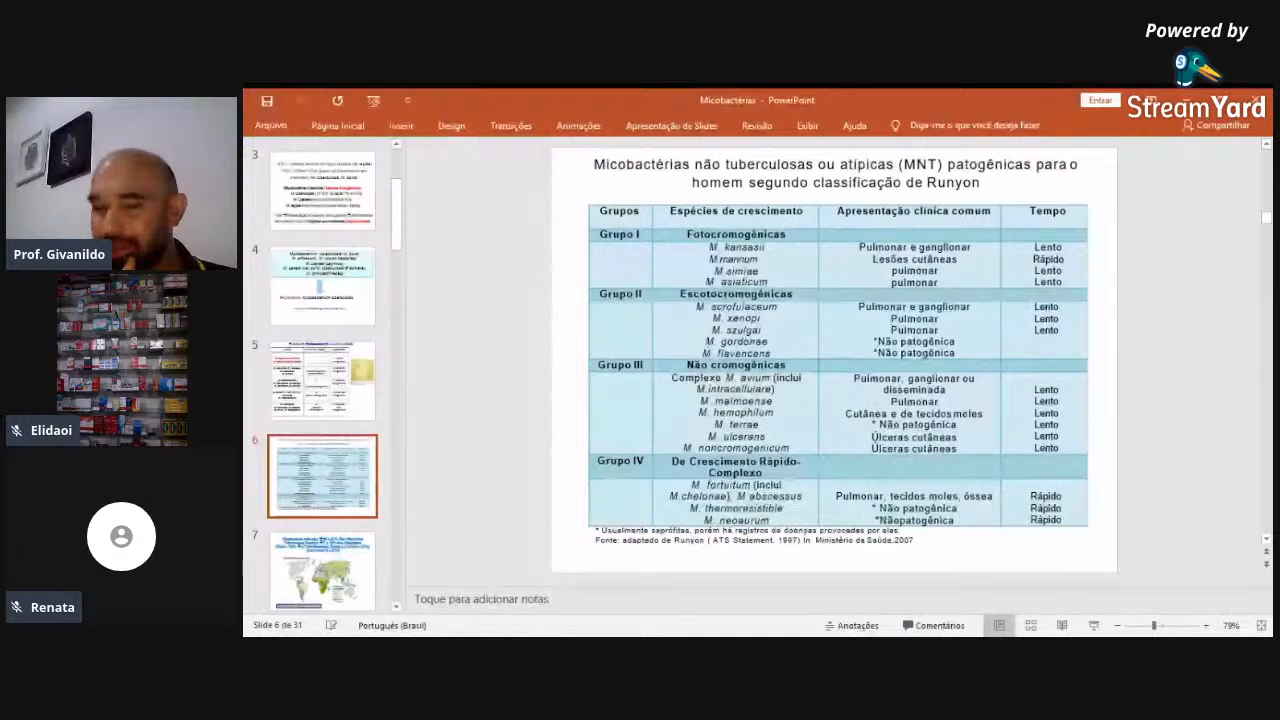 Powered by
StreamYard
Micobactérias - PowerPoint
Entrar
Arquivo
Página Inicial
Inserir
Design
Transições
Animações
Apresentação de Slides
Revisão
Exibir
Ajuda
Diga-me o que você deseja fazer
Compartilhar
Prof. Givanildo
Elidaoi
Renata
3
4
5
6
7
Micobactérias não tuberculosas ou atípicas (MNT) patogênicas para o
homem segundo classificação de Runyon
Grupos Espécies de crescimento Apresentação clínica comum Tempo
Grupo I Fotocromogênicas
M. kansasii Pulmonar e ganglionar Lento
M.marinum Lesões cutâneas Rápido
M. simiae pulmonar Lento
M. asiaticum pulmonar Lento
Grupo II Escotocromogênicas
M. scrofulaceum Pulmonar e ganglionar Lento
M. xenopi Pulmonar Lento
M. szulgai Pulmonar Lento
M. gordonae *Não patogênica
M. flavencens *Não patogênica
Grupo III Não cromogênicas
Complexo M. avium (inclui Pulmonar, ganglionar ou
M.intracellulare) disseminada Lento
M. malmoense Pulmonar Lento
M. hemophilum Cutânea e de tecidos moles Lento
M. terrae * Não patogênica Lento
M. ulcerans Úlceras cutâneas Lento
M. noncromogenicum Úlceras cutâneas Lento
Grupo IV De Crescimento Rápido-
Complexo
M. fortuitum (inclui
M.chelonae), M. abscessus Pulmonar, tecidos moles, óssea Rápido
M. thermoresistible * Não patogênica Rápido
M. neoaurum *Nãopatogênica Rápido
* Usualmente saprófitas, porém há registros de doenças provocadas por eles.
Fonte: adaptado de Runyon ( ATS Statement, 1997) In Ministério da Saúde,2007
Toque para adicionar notas
Slide 6 de 31
Português (Brasil)
Anotações
Comentários
79%